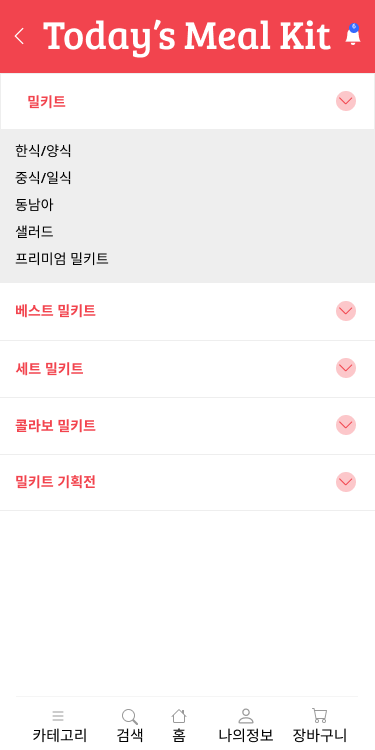 Today's Meal Kit
6
밀키트
한식/양식
중식/일식
동남아
샐러드
프리미엄 밀키트
베스트 밀키트
세트 밀키트
콜라보 밀키트
밀키트 기획전
카테고리 검색 홈 나의정보 장바구니